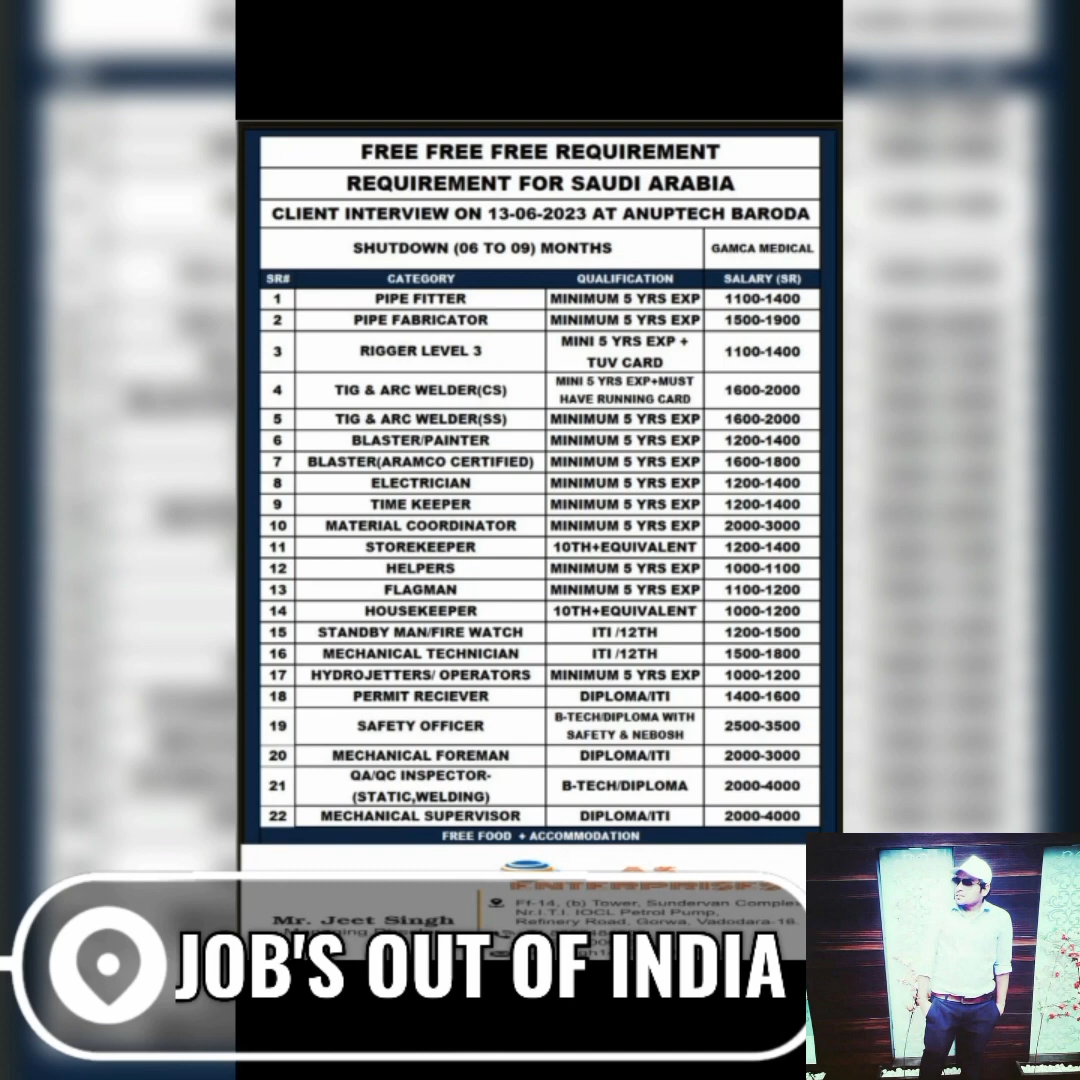 FREE FREE FREE REQUIREMENT
REQUIREMENT FOR SAUDI ARABIA
CLIENT INTERVIEW ON 13-06-2023 AT ANUPTECH BARODA
SHUTDOWN (06 TO 09) MONTHS GAMCA MEDICAL
SR# CATEGORY QUALIFICATION SALARY (SR)
1 PIPE FITTER MINIMUM 5 YRS EXP 1100-1400
2 PIPE FABRICATOR MINIMUM 5 YRS EXP 1500-1900
3 RIGGER LEVEL 3 MINI 5 YRS EXP + TUV CARD 1100-1400
4 TIG & ARC WELDER(CS) MINI 5 YRS EXP+MUST HAVE RUNNING CARD 1600-2000
5 TIG & ARC WELDER(SS) MINIMUM 5 YRS EXP 1600-2000
6 BLASTER/PAINTER MINIMUM 5 YRS EXP 1200-1400
7 BLASTER(ARAMCO CERTIFIED) MINIMUM 5 YRS EXP 1600-1800
8 ELECTRICIAN MINIMUM 5 YRS EXP 1200-1400
9 TIME KEEPER MINIMUM 5 YRS EXP 1200-1400
10 MATERIAL COORDINATOR MINIMUM 5 YRS EXP 2000-3000
11 STOREKEEPER 10TH+EQUIVALENT 1200-1400
12 HELPERS MINIMUM 5 YRS EXP 1000-1100
13 FLAGMAN MINIMUM 5 YRS EXP 1100-1200
14 HOUSEKEEPER 10TH+EQUIVALENT 1000-1200
15 STANDBY MAN/FIRE WATCH ITI /12TH 1200-1500
16 MECHANICAL TECHNICIAN ITI /12TH 1500-1800
17 HYDROJETTERS/ OPERATORS MINIMUM 5 YRS EXP 1000-1200
18 PERMIT RECIEVER DIPLOMA/ITI 1400-1600
19 SAFETY OFFICER B-TECH/DIPLOMA WITH SAFETY & NEBOSH 2500-3500
20 MECHANICAL FOREMAN DIPLOMA/ITI 2000-3000
21 QA/QC INSPECTOR-(STATIC,WELDING) B-TECH/DIPLOMA 2000-4000
22 MECHANICAL SUPERVISOR DIPLOMA/ITI 2000-4000
FREE FOOD + ACCOMMODATION
ENTERPRISES
Mr. Jeet Singh
Ff-14, (b) Tower, Sundervan Comple
Nr.I.T.I. IOCL Petrol Pump,
Refinery Road, Gorwa, Vadodara-16.
JOB'S OUT OF INDIA